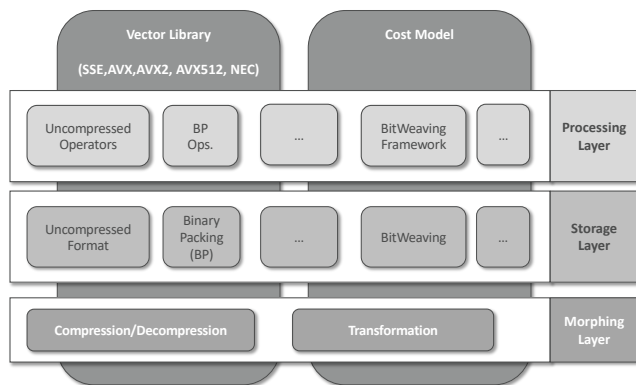 Vector Library
(SSE,AVX,AVX2, AVX512, NEC)
Cost Model
Uncompressed
Operators
BP
Ops.
...
BitWeaving
Framework
...
Processing
Layer
Uncompressed
Format
Binary
Packing
(BP)
...
BitWeaving
...
Storage
Layer
Compression/Decompression
Transformation
Morphing
Layer